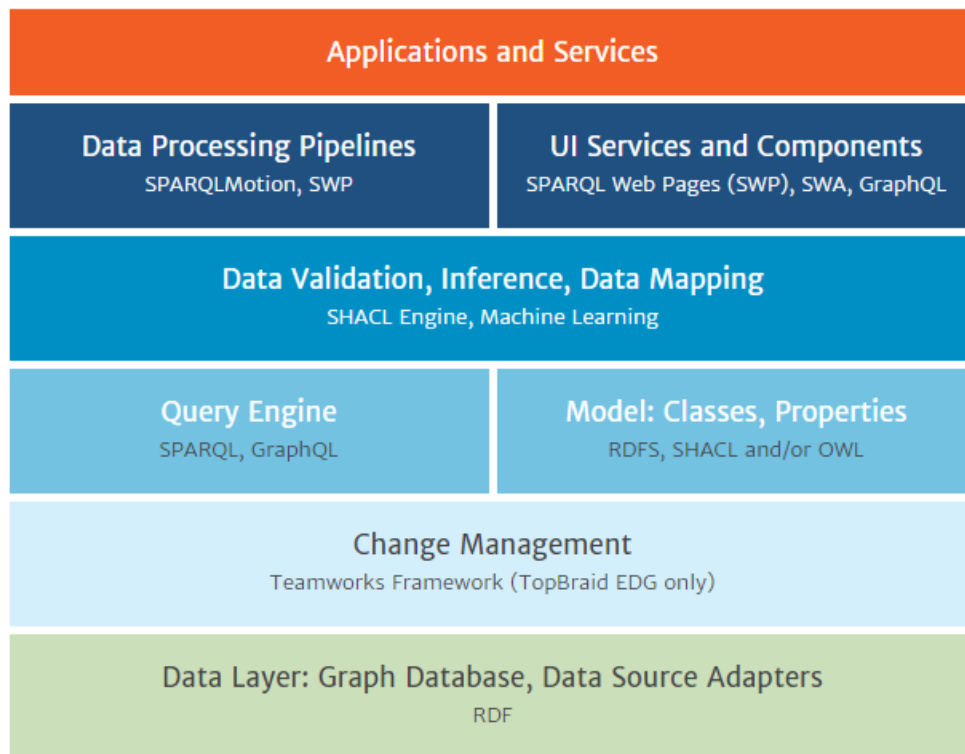 Applications and Services
Data Processing Pipelines
SPARQLMotion, SWP
UI Services and Components
SPARQL Web Pages (SWP), SWA, GraphQL
Data Validation, Inference, Data Mapping
SHACL Engine, Machine Learning
Query Engine
SPARQL, GraphQL
Model: Classes, Properties
RDFS, SHACL and/or OWL
Change Management
Teamworks Framework (TopBraid EDG only)
Data Layer: Graph Database, Data Source Adapters
RDF